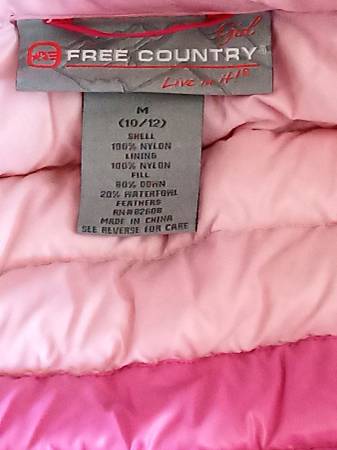 Girl
FREE COUNTRY
LIVE IN IT!®
M
(10/12)
SHELL
100% NYLON
LINING
100% NYLON
FILL
80% DOWN
20% WATERFOWL
FEATHERS
RN#82608
MADE IN CHINA
SEE REVERSE FOR CARE